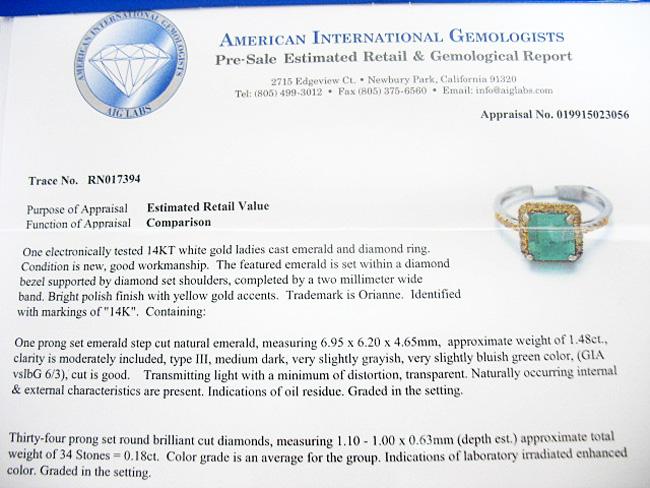 AMERICAN INTERNATIONAL GEMOLOGISTS
AIG LABS
AMERICAN INTERNATIONAL GEMOLOGISTS
Pre-Sale Estimated Retail & Gemological Report
2715 Edgeview Ct. • Newbury Park, California 91320
Tel: (805) 499-3012 • Fax (805) 375-6560 • Email: info@aiglabs.com
Appraisal No. 019915023056
Trace No. RN017394
Purpose of Appraisal Estimated Retail Value
Function of Appraisal Comparison
One electronically tested 14KT white gold ladies cast emerald and diamond ring.
Condition is new, good workmanship. The featured emerald is set within a diamond
bezel supported by diamond set shoulders, completed by a two millimeter wide
band. Bright polish finish with yellow gold accents. Trademark is Orianne. Identified
with markings of "14K". Containing:
One prong set emerald step cut natural emerald, measuring 6.95 x 6.20 x 4.65mm, approximate weight of 1.48ct.,
clarity is moderately included, type III, medium dark, very slightly grayish, very slightly bluish green color, (GIA
vslbG 6/3), cut is good. Transmitting light with a minimum of distortion, transparent. Naturally occurring internal
& external characteristics are present. Indications of oil residue. Graded in the setting.
Thirty-four prong set round brilliant cut diamonds, measuring 1.10 - 1.00 x 0.63mm (depth est.) approximate total
weight of 34 Stones = 0.18ct. Color grade is an average for the group. Indications of laboratory irradiated enhanced
color. Graded in the setting.